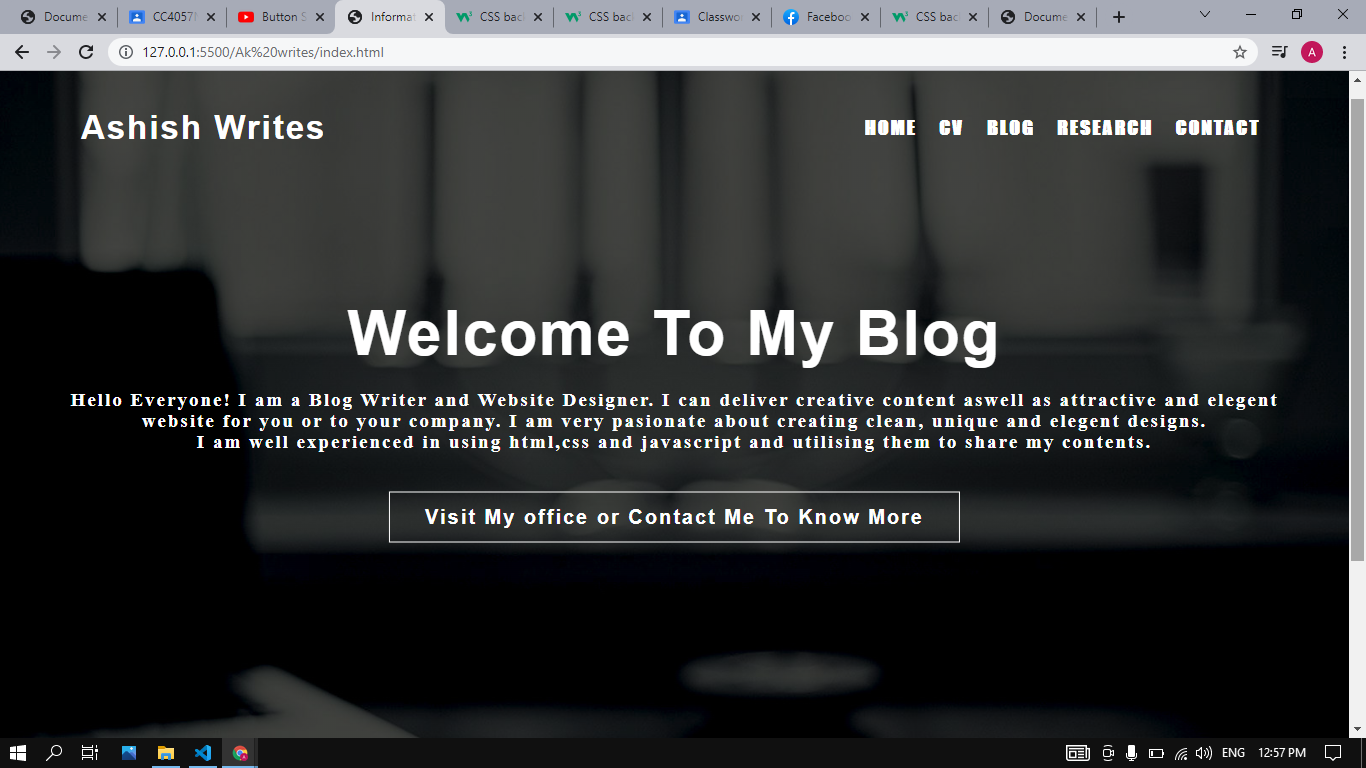 Docume
CC4057
Button S
Informat
CSS bac
CSS bac
Classwo
Faceboo
CSS bac
Docume
127.0.0.1:5500/Ak%20writes/index.html
A
Ashish Writes
HOME CV BLOG RESEARCH CONTACT
Welcome To My Blog
Hello Everyone! I am a Blog Writer and Website Designer. I can deliver creative content aswell as attractive and elegent
website for you or to your company. I am very pasionate about creating clean, unique and elegent designs.
I am well experienced in using html,css and javascript and utilising them to share my contents.
Visit My office or Contact Me To Know More
ENG 12:57 PM